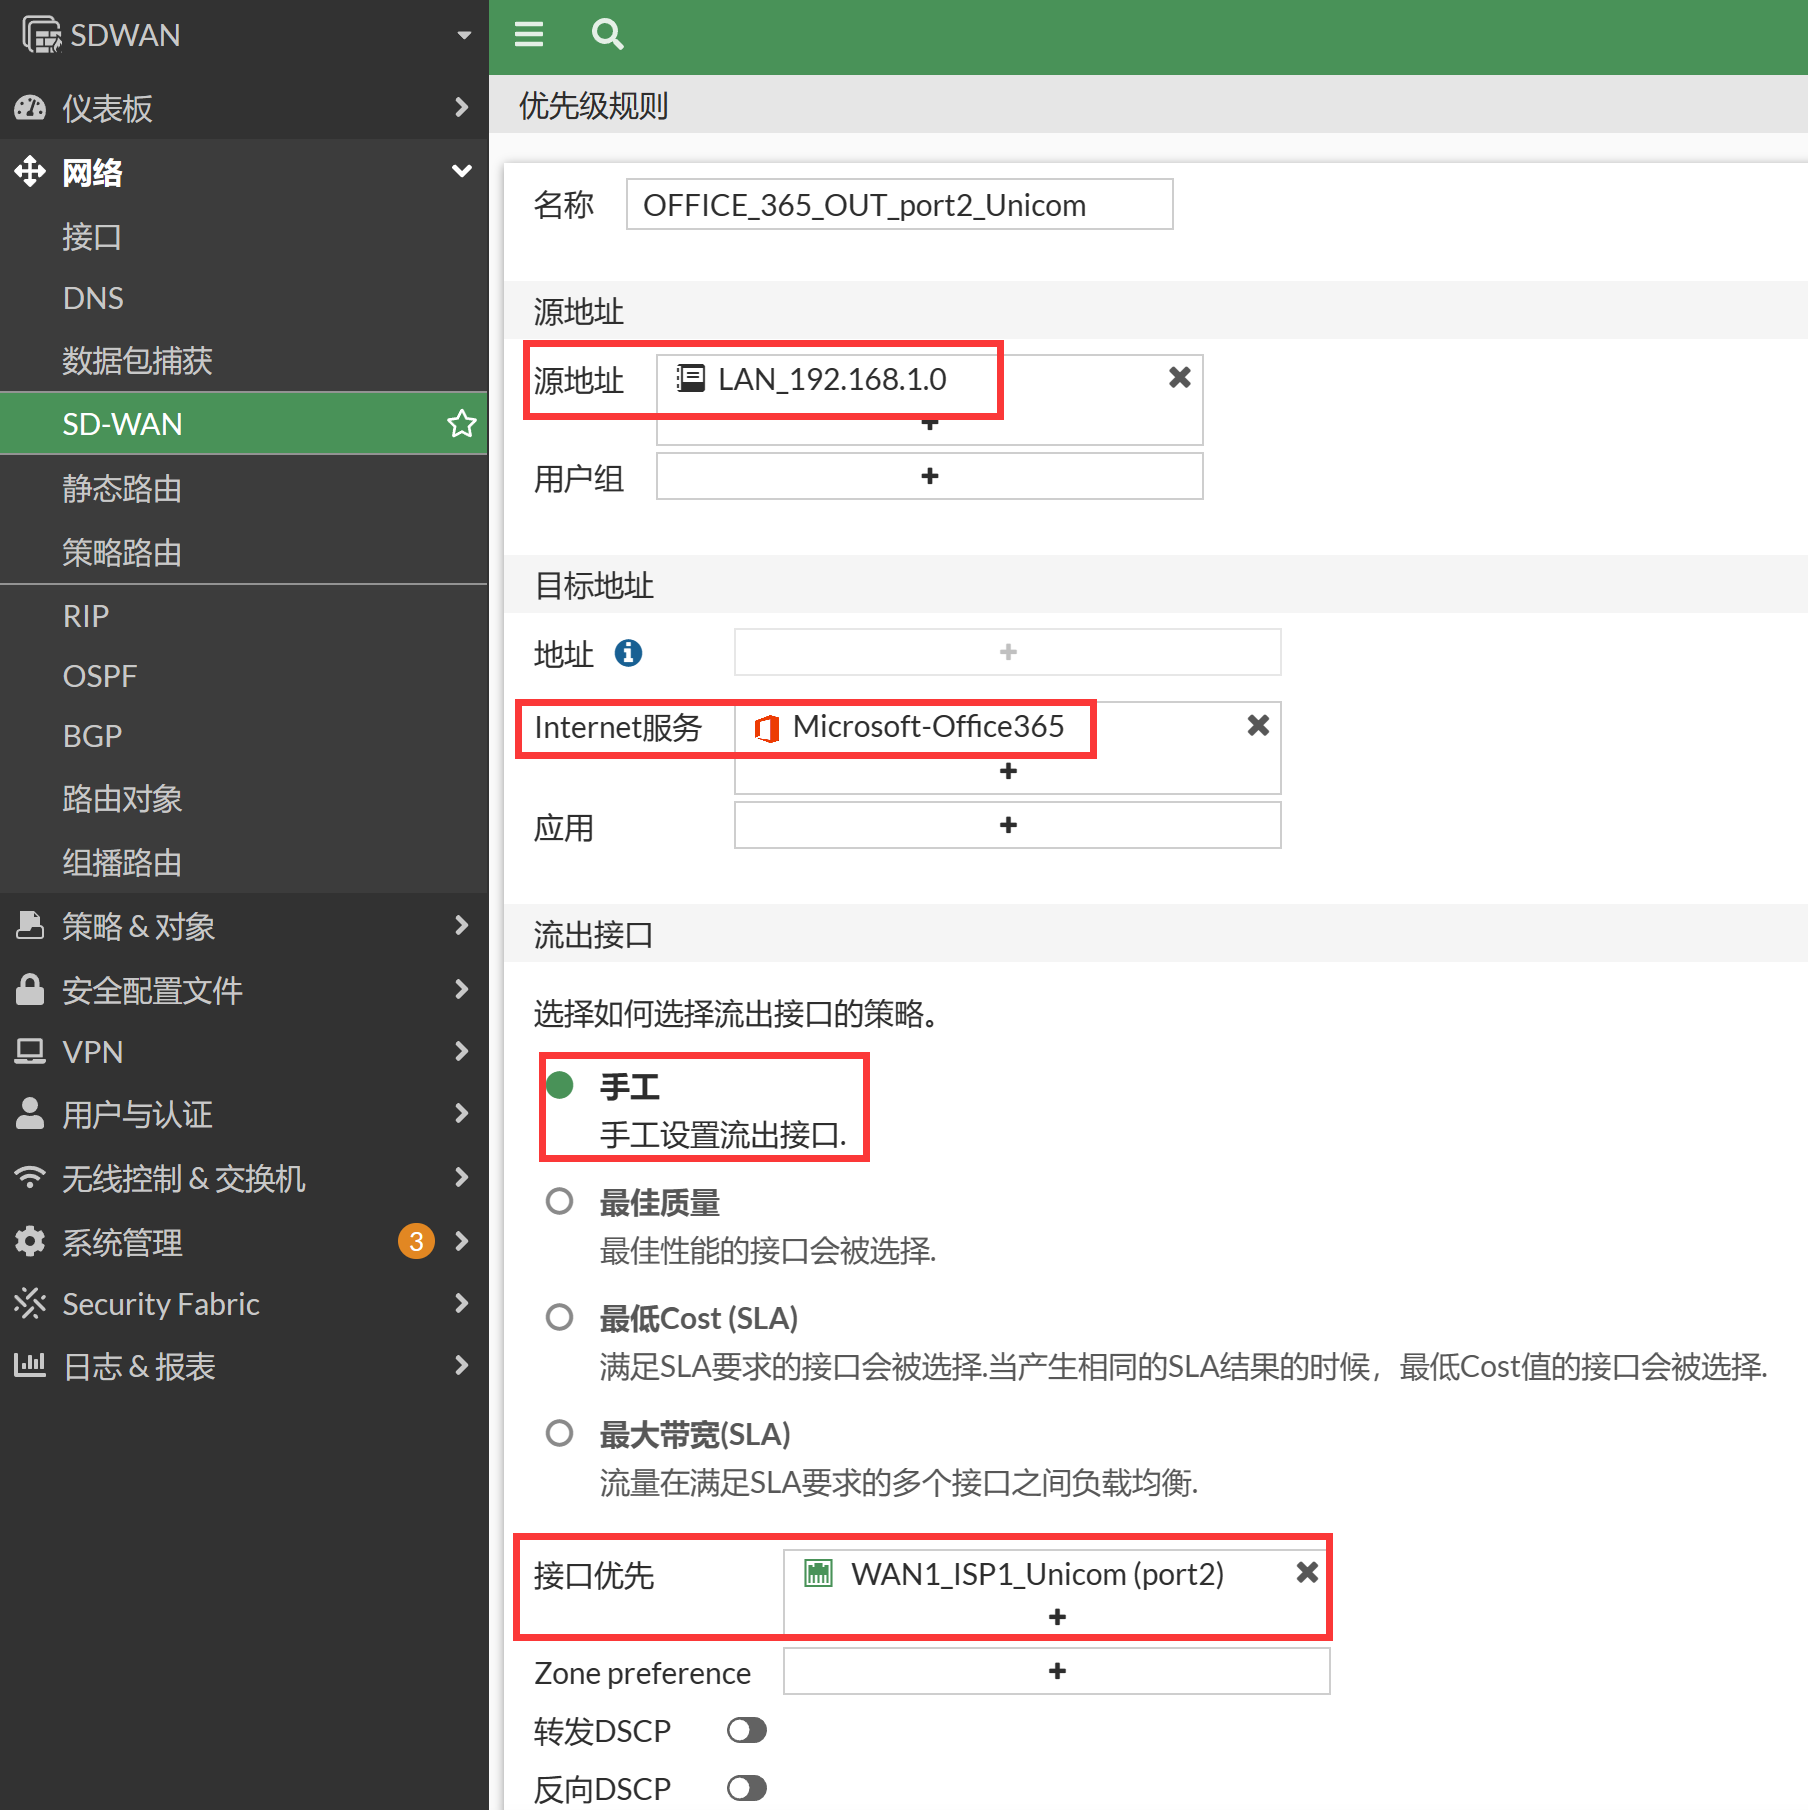 SDWAN
仪表板
网络
接口
DNS
数据包捕获
SD-WAN
静态路由
策略路由
RIP
OSPF
BGP
路由对象
组播路由
策略 & 对象
安全配置文件
VPN
用户与认证
无线控制 & 交换机
系统管理 3
Security Fabric
日志 & 报表
优先级规则
名称 OFFICE_365_OUT_port2_Unicom
源地址
源地址 LAN_192.168.1.0
用户组
目标地址
地址
Internet服务 Microsoft-Office365
应用
流出接口
选择如何选择流出接口的策略。
手工
手工设置流出接口.
最佳质量
最佳性能的接口会被选择.
最低Cost (SLA)
满足SLA要求的接口会被选择.当产生相同的SLA结果的时候，最低Cost值的接口会被选择.
最大带宽(SLA)
流量在满足SLA要求的多个接口之间负载均衡.
接口优先 WAN1_ISP1_Unicom (port2)
Zone preference
转发DSCP
反向DSCP